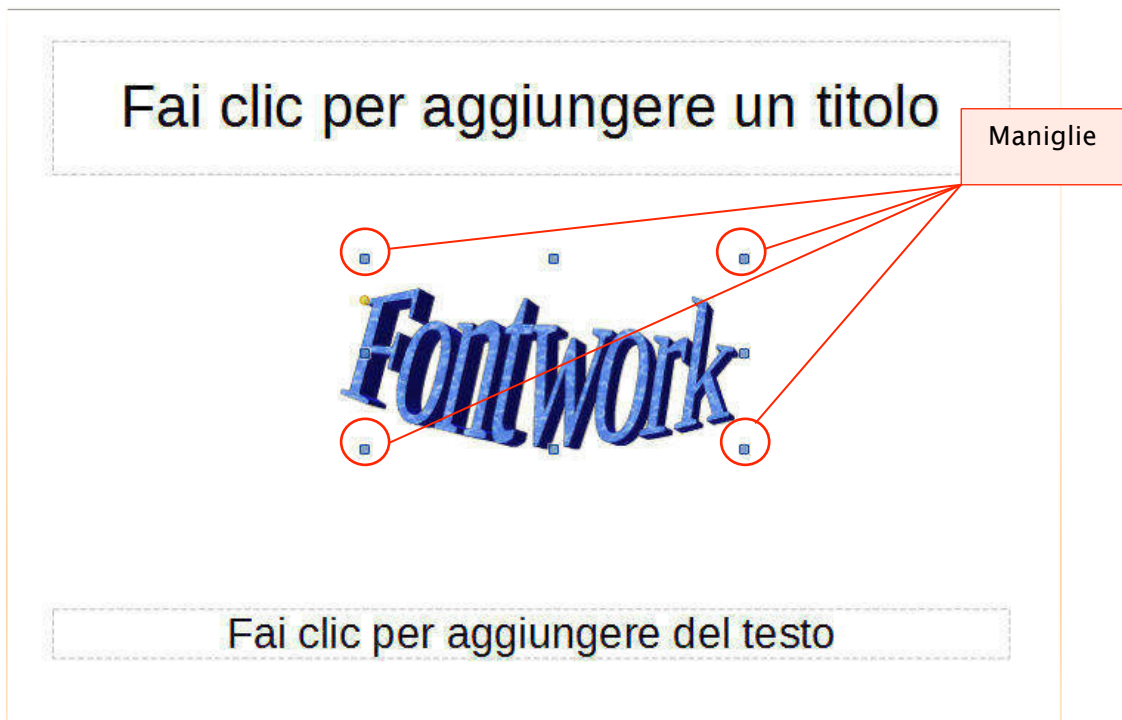 Fai clic per aggiungere un titolo
Maniglie
Fontwork
Fai clic per aggiungere del testo